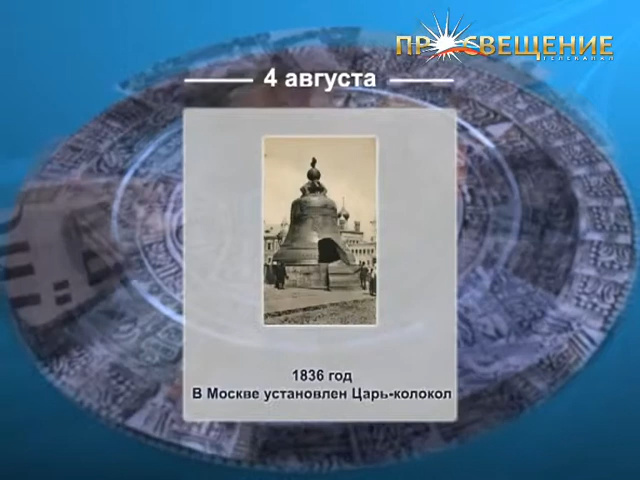 ПРОСВЕЩЕНИЕ
ТЕЛЕКАНАЛ
4 августа
1836 год
В Москве установлен Царь-колокол